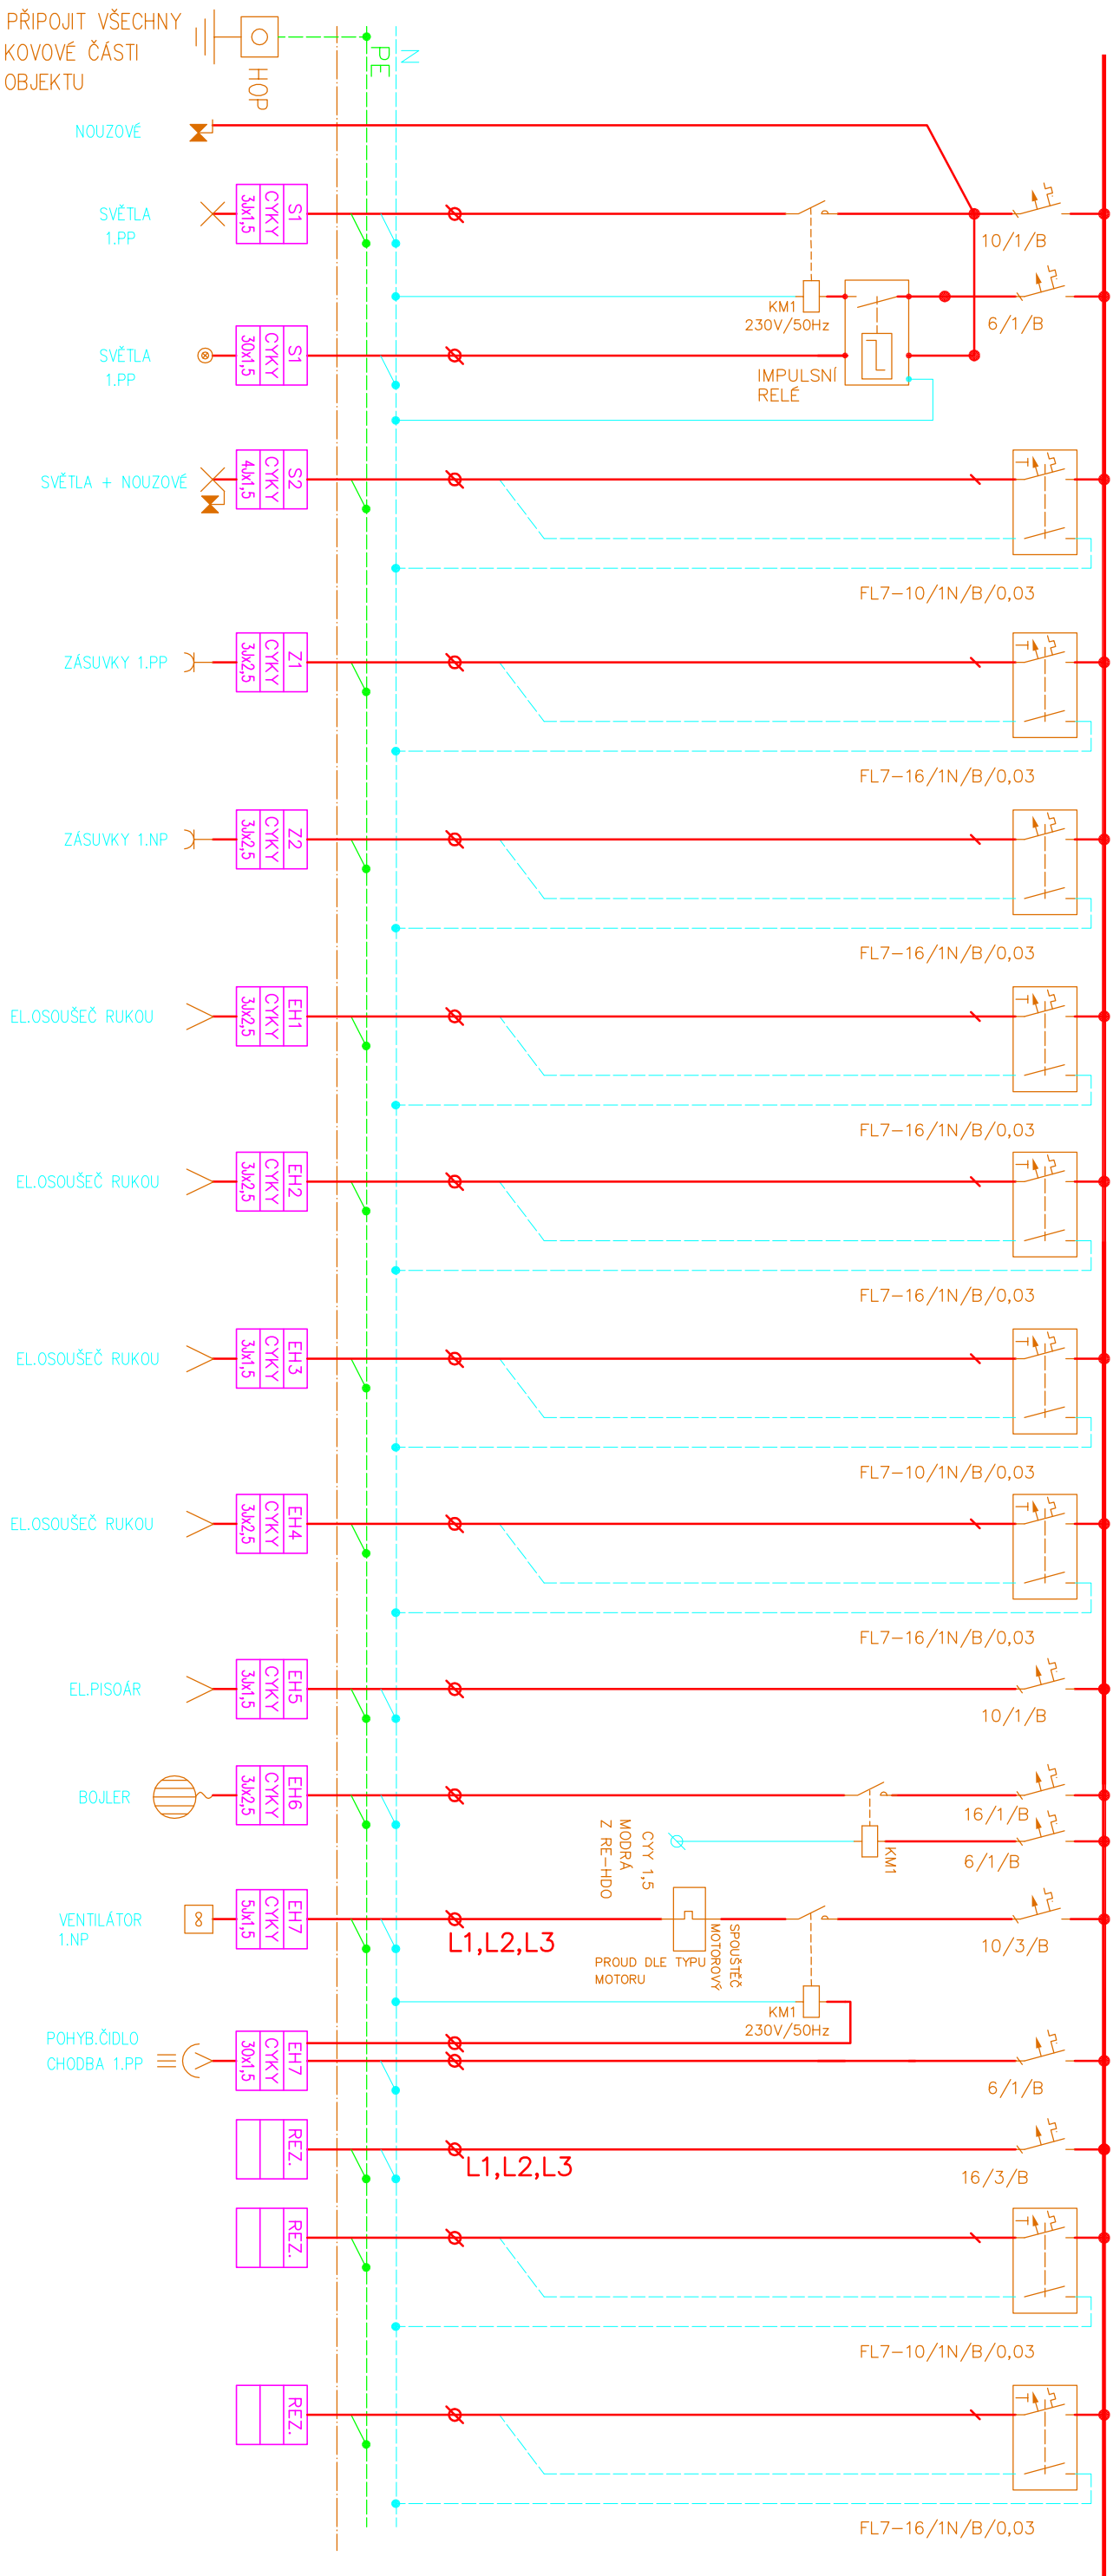 PŘIPOJIT VŠECHNY
KOVOVÉ ČÁSTI
OBJEKTU
HOP
PE
N
NOUZOVÉ
SVĚTLA
1.PP
S1
CYKY
3Jx1,5
10/1/B
KM1
230V/50Hz
6/1/B
SVĚTLA
1.PP
S1
CYKY
3Ox1,5
IMPULSNÍ
RELÉ
SVĚTLA + NOUZOVÉ
S2
CYKY
4Jx1,5
FL7-10/1N/B/0,03
ZÁSUVKY 1.PP
Z1
CYKY
3Jx2,5
FL7-16/1N/B/0,03
ZÁSUVKY 1.NP
Z2
CYKY
3Jx2,5
FL7-16/1N/B/0,03
EL.OSOUŠEČ RUKOU
EH1
CYKY
3Jx2,5
FL7-16/1N/B/0,03
EL.OSOUŠEČ RUKOU
EH2
CYKY
3Jx2,5
FL7-16/1N/B/0,03
EL.OSOUŠEČ RUKOU
EH3
CYKY
3Jx1,5
FL7-10/1N/B/0,03
EL.OSOUŠEČ RUKOU
EH4
CYKY
3Jx2,5
FL7-16/1N/B/0,03
EL.PISOÁR
EH5
CYKY
3Jx1,5
10/1/B
BOJLER
EH6
CYKY
3Jx2,5
16/1/B
CYY 1,5
MODRÁ
Z RE-HDO
KM1
6/1/B
VENTILÁTOR
1.NP
EH7
CYKY
5Jx1,5
L1,L2,L3
PROUD DLE TYPU
MOTORU
SPOUŠTĚČ
MOTOROVÝ
10/3/B
KM1
230V/50Hz
POHYB.ČIDLO
CHODBA 1.PP
EH7
CYKY
3Ox1,5
6/1/B
REZ.
L1,L2,L3
16/3/B
REZ.
FL7-10/1N/B/0,03
REZ.
FL7-16/1N/B/0,03